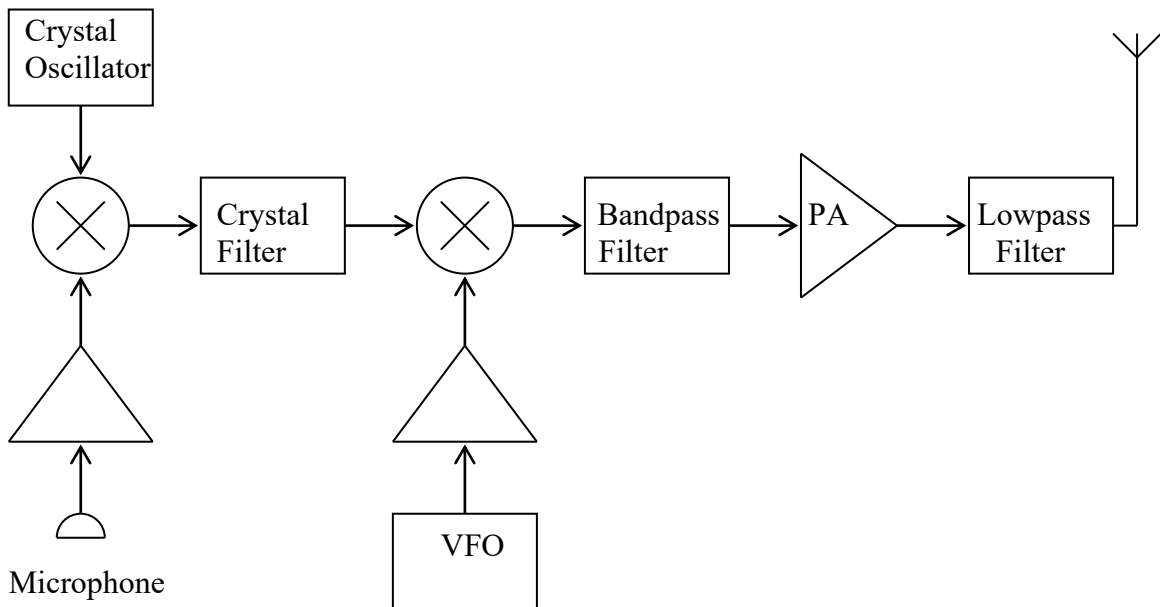 Crystal
Oscillator
Crystal
Filter
Bandpass
Filter
PA
Lowpass
Filter
VFO
Microphone